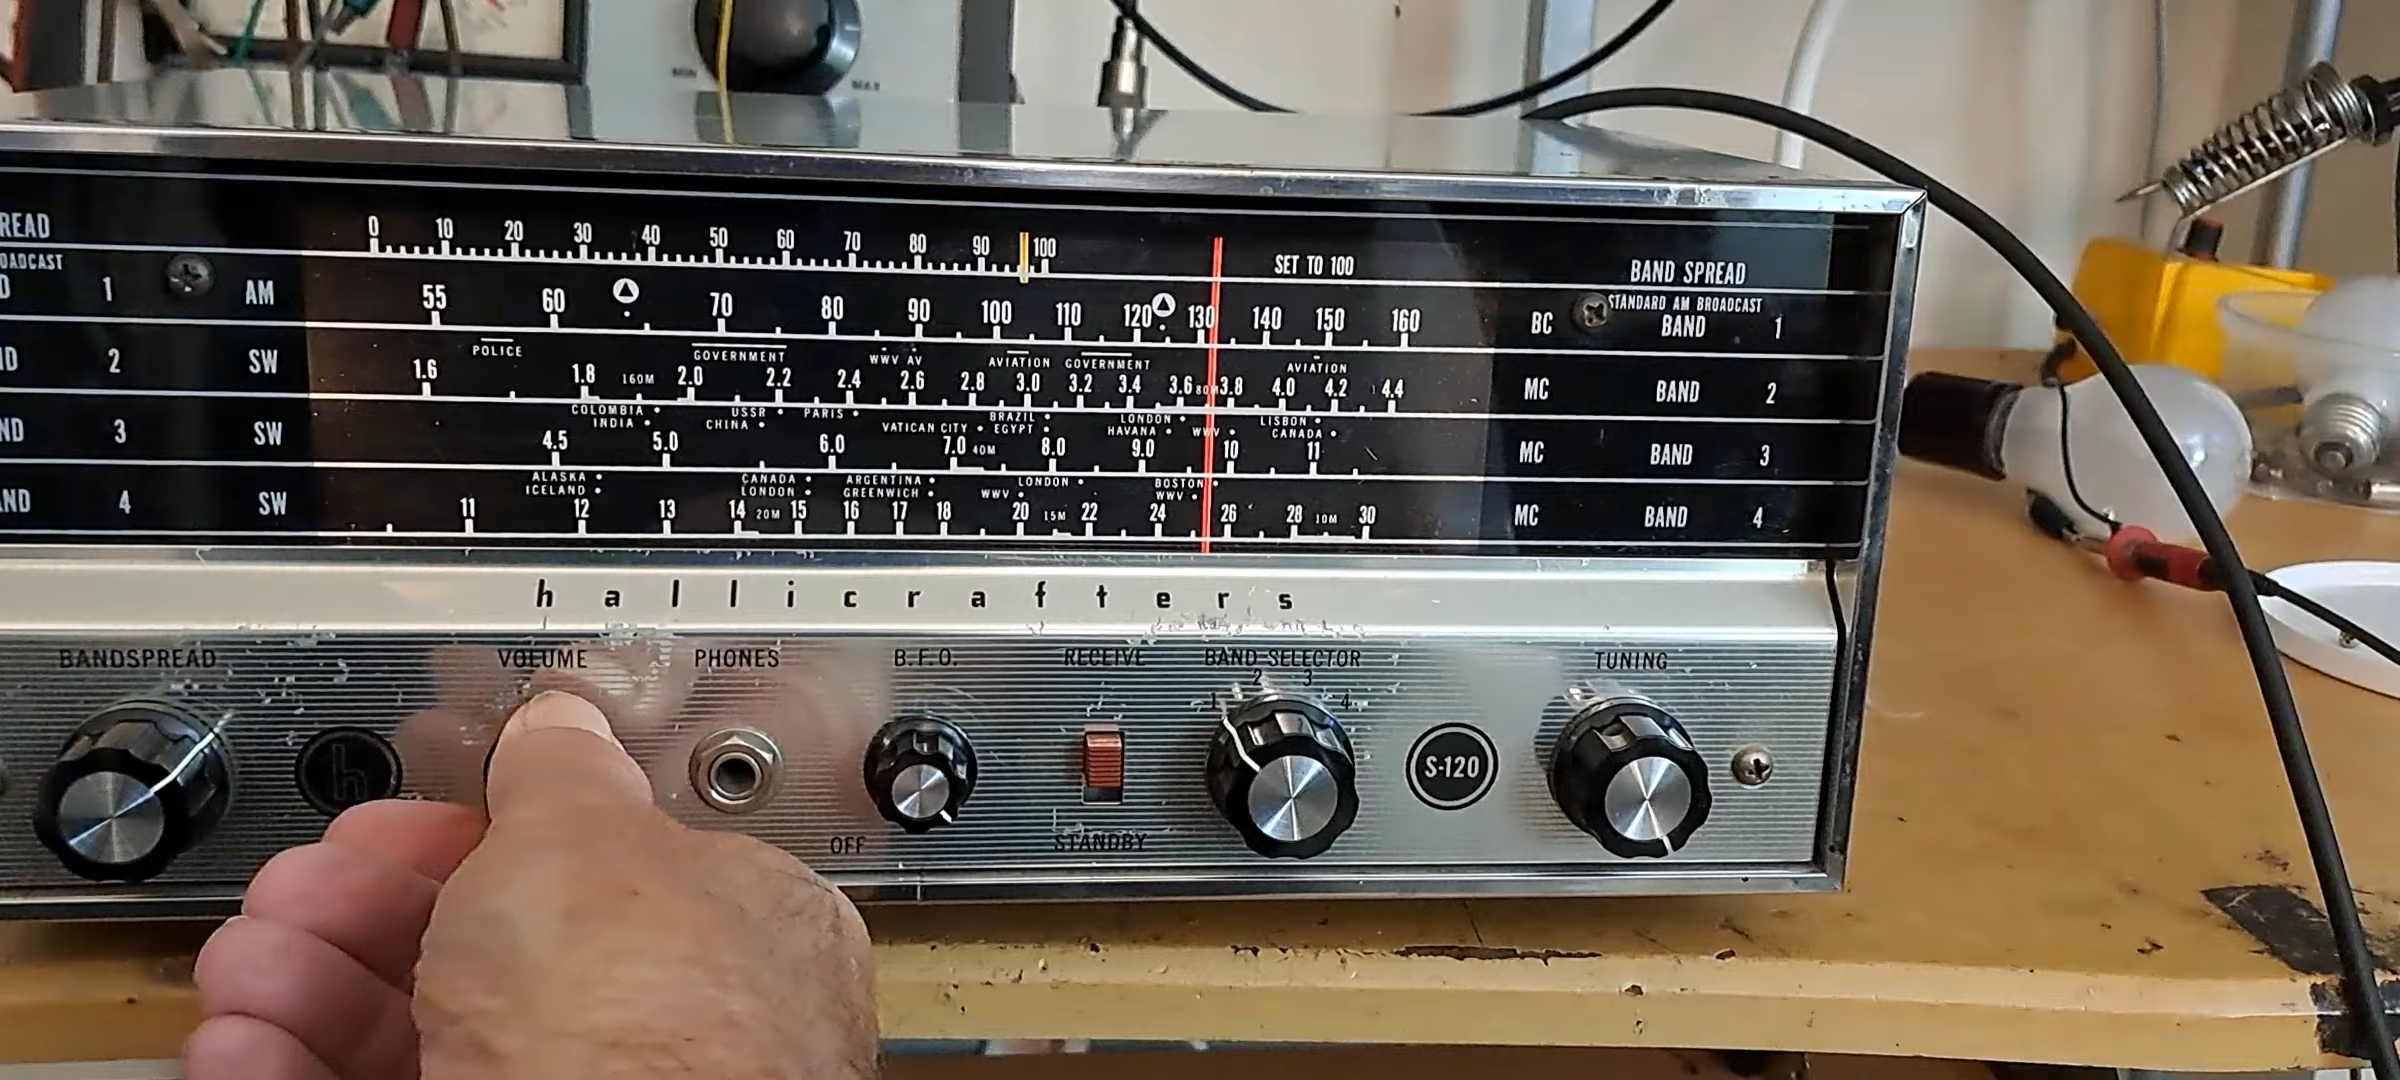 MIN MAX
READ 0 10 20 30 40 50 60 70 80 90 100 SET TO 100 BAND SPREAD
OADCAST STANDARD AM BROADCAST
D 1 AM 55 60 70 80 90 100 110 120 130 140 150 160 BC BAND 1
POLICE GOVERNMENT WWV AV AVIATION GOVERNMENT AVIATION
ND 2 SW 1.6 1.8 160M 2.0 2.2 2.4 2.6 2.8 3.0 3.2 3.4 3.6 80M 3.8 4.0 4.2 4.4 MC BAND 2
COLOMBIA USSR PARIS BRAZIL LONDON LISBON
INDIA CHINA VATICAN CITY EGYPT HAVANA WWV CANADA
ND 3 SW 4.5 5.0 6.0 7.0 40M 8.0 9.0 10 11 MC BAND 3
ALASKA CANADA ARGENTINA LONDON BOSTON
ICELAND LONDON GREENWICH WWV WWV
AND 4 SW 11 12 13 14 20M 15 16 17 18 20 15M 22 24 26 28 10M 30 MC BAND 4
hallicrafters
BANDSPREAD VOLUME PHONES B.F.O. RECEIVE BAND SELECTOR TUNING
1 2 3 4
h S-120
OFF STANDBY